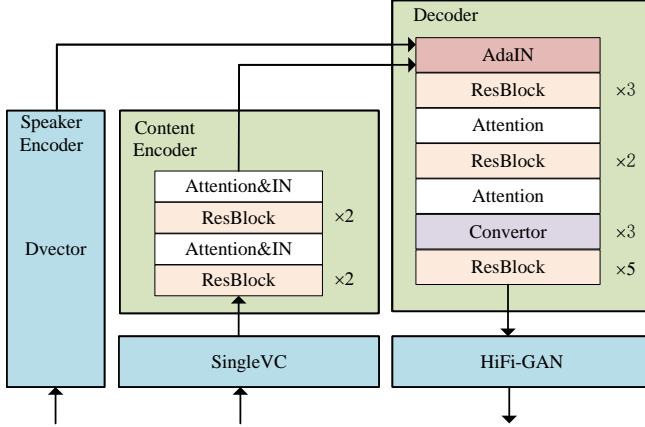 Speaker
Encoder
Dvector
Content
Encoder
Attention&IN
ResBlock ×2
Attention&IN
ResBlock ×2
SingleVC
Decoder
AdaIN
ResBlock ×3
Attention
ResBlock ×2
Attention
Convertor ×3
ResBlock ×5
HiFi-GAN